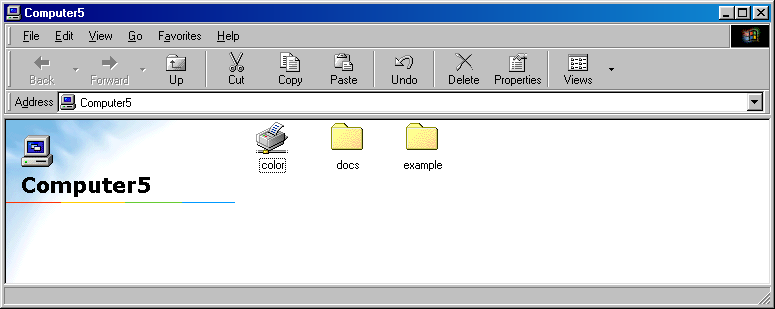 Computer5
File Edit View Go Favorites Help
Back Forward Up Cut Copy Paste Undo Delete Properties Views
Address Computer5
color docs example
Computer5